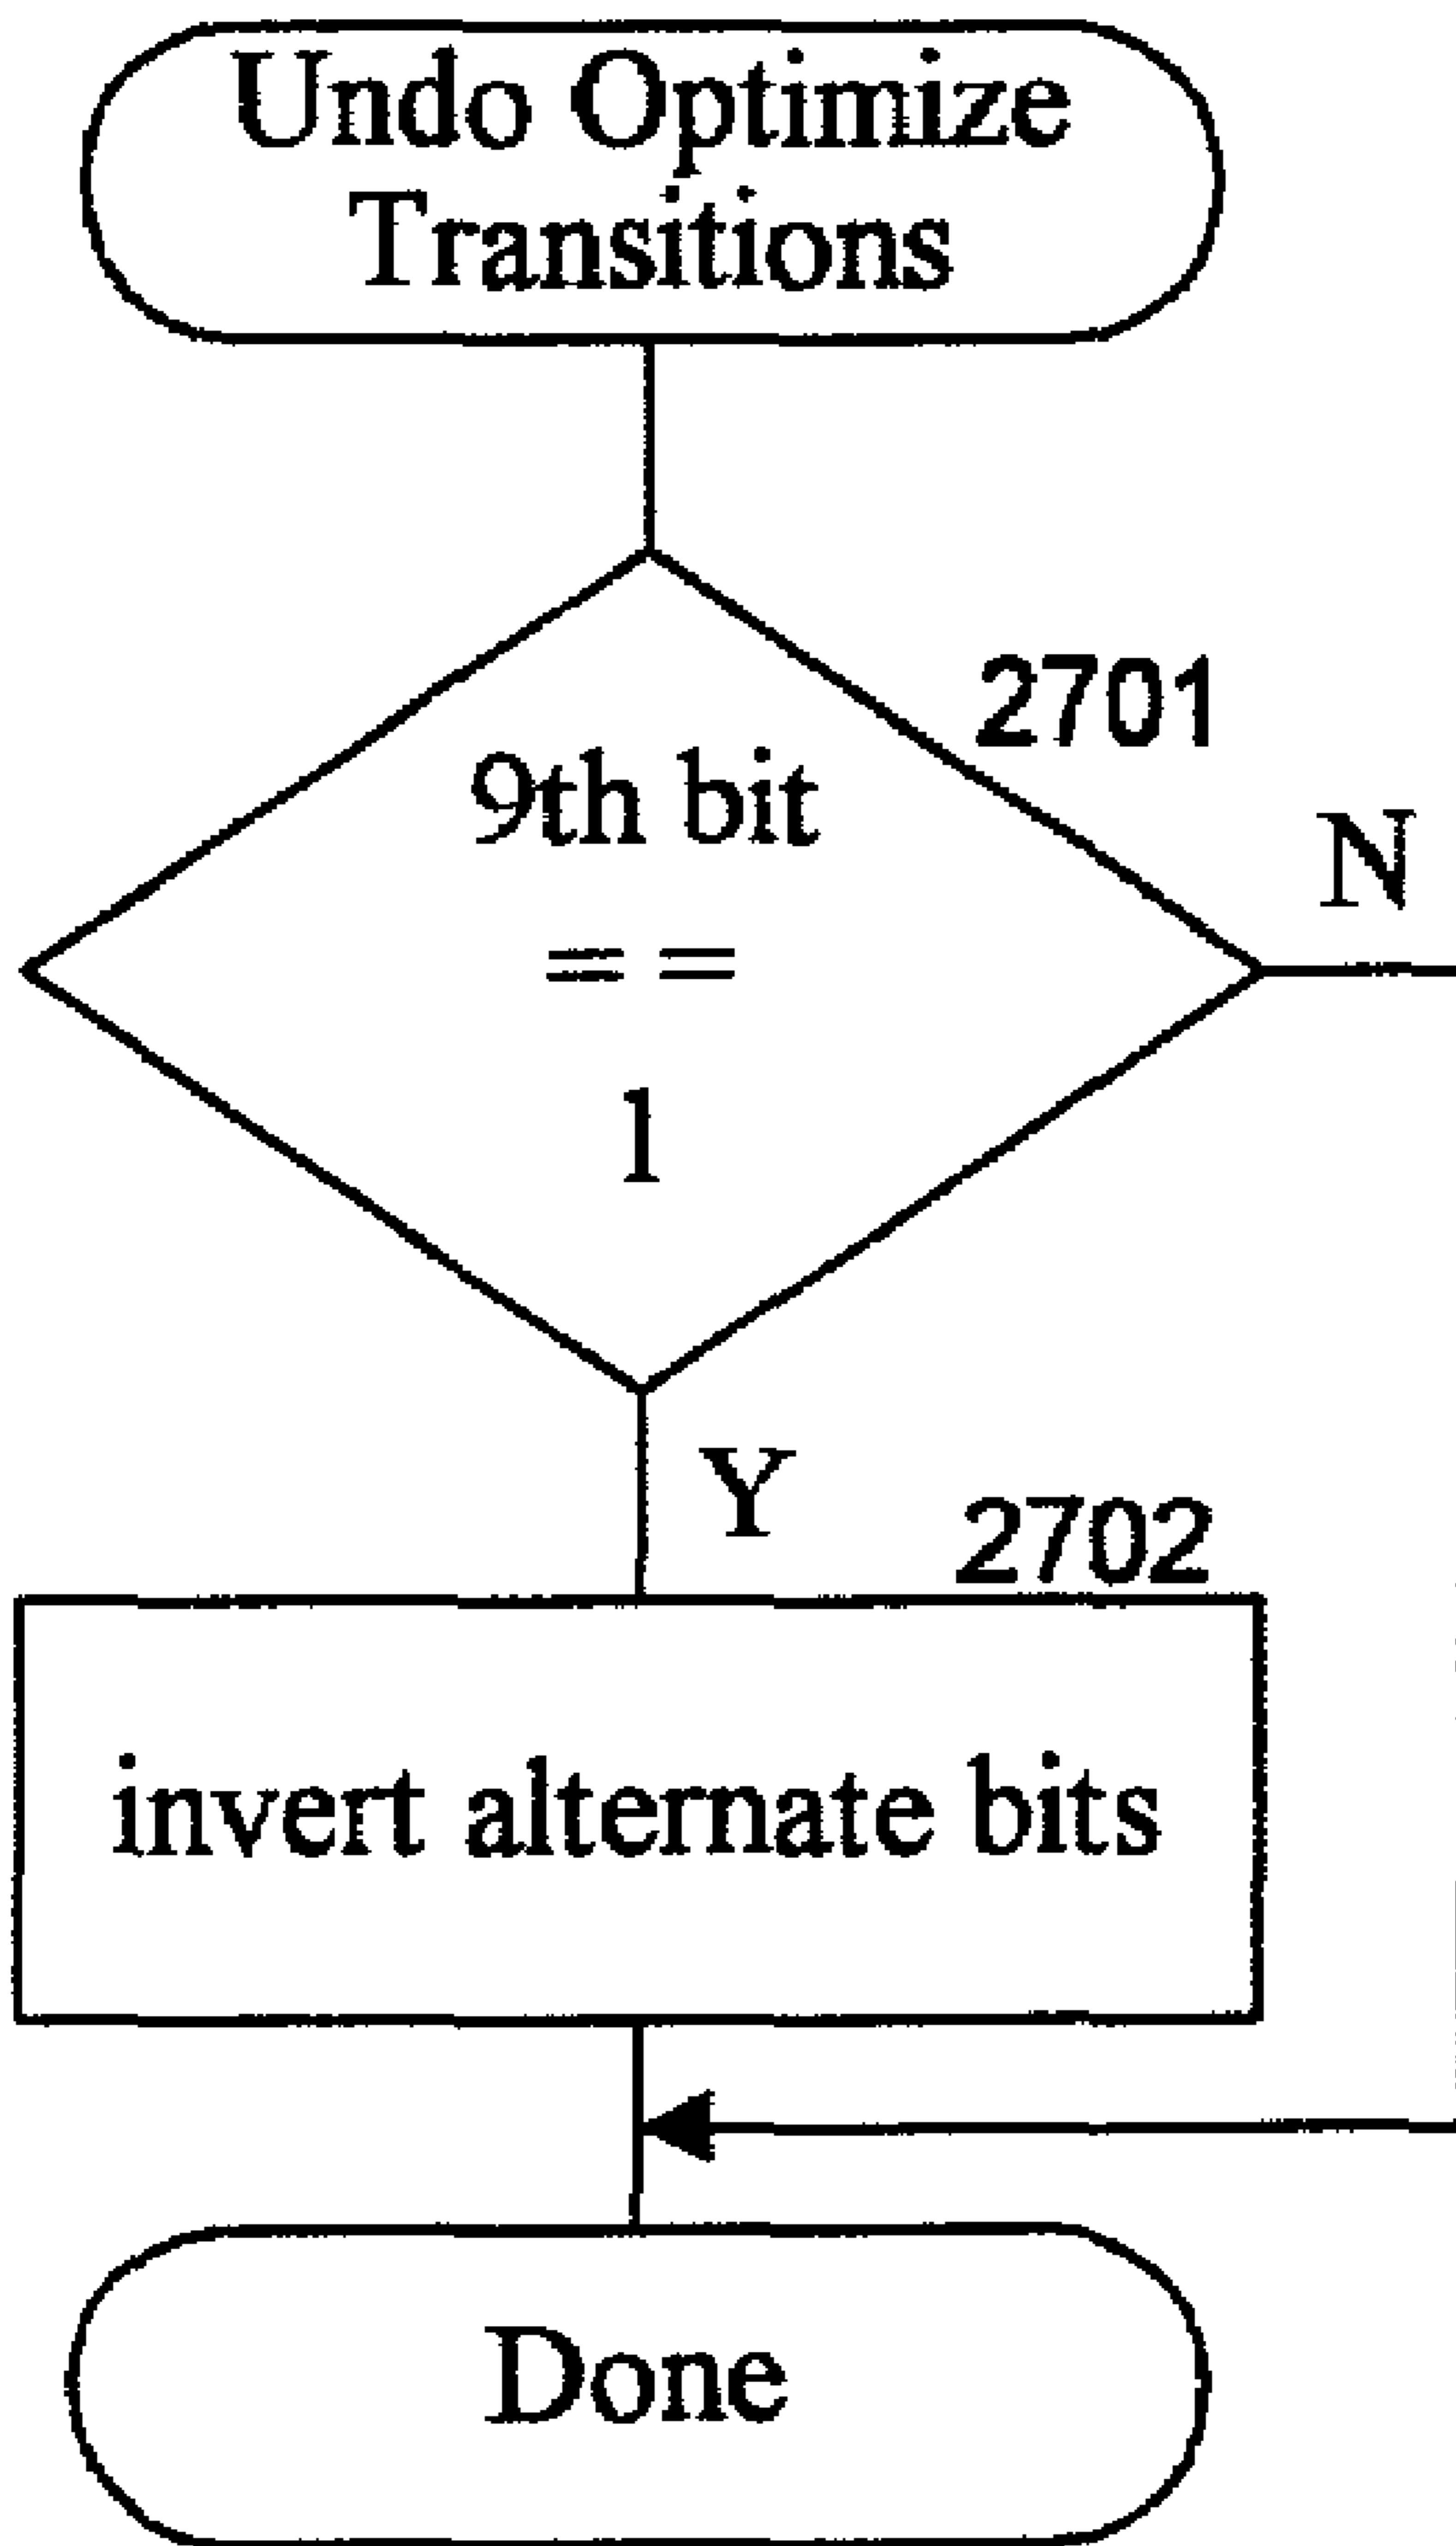 Undo Optimize
Transitions
2701
9th bit
==
1
N
Y
2702
invert alternate bits
Done